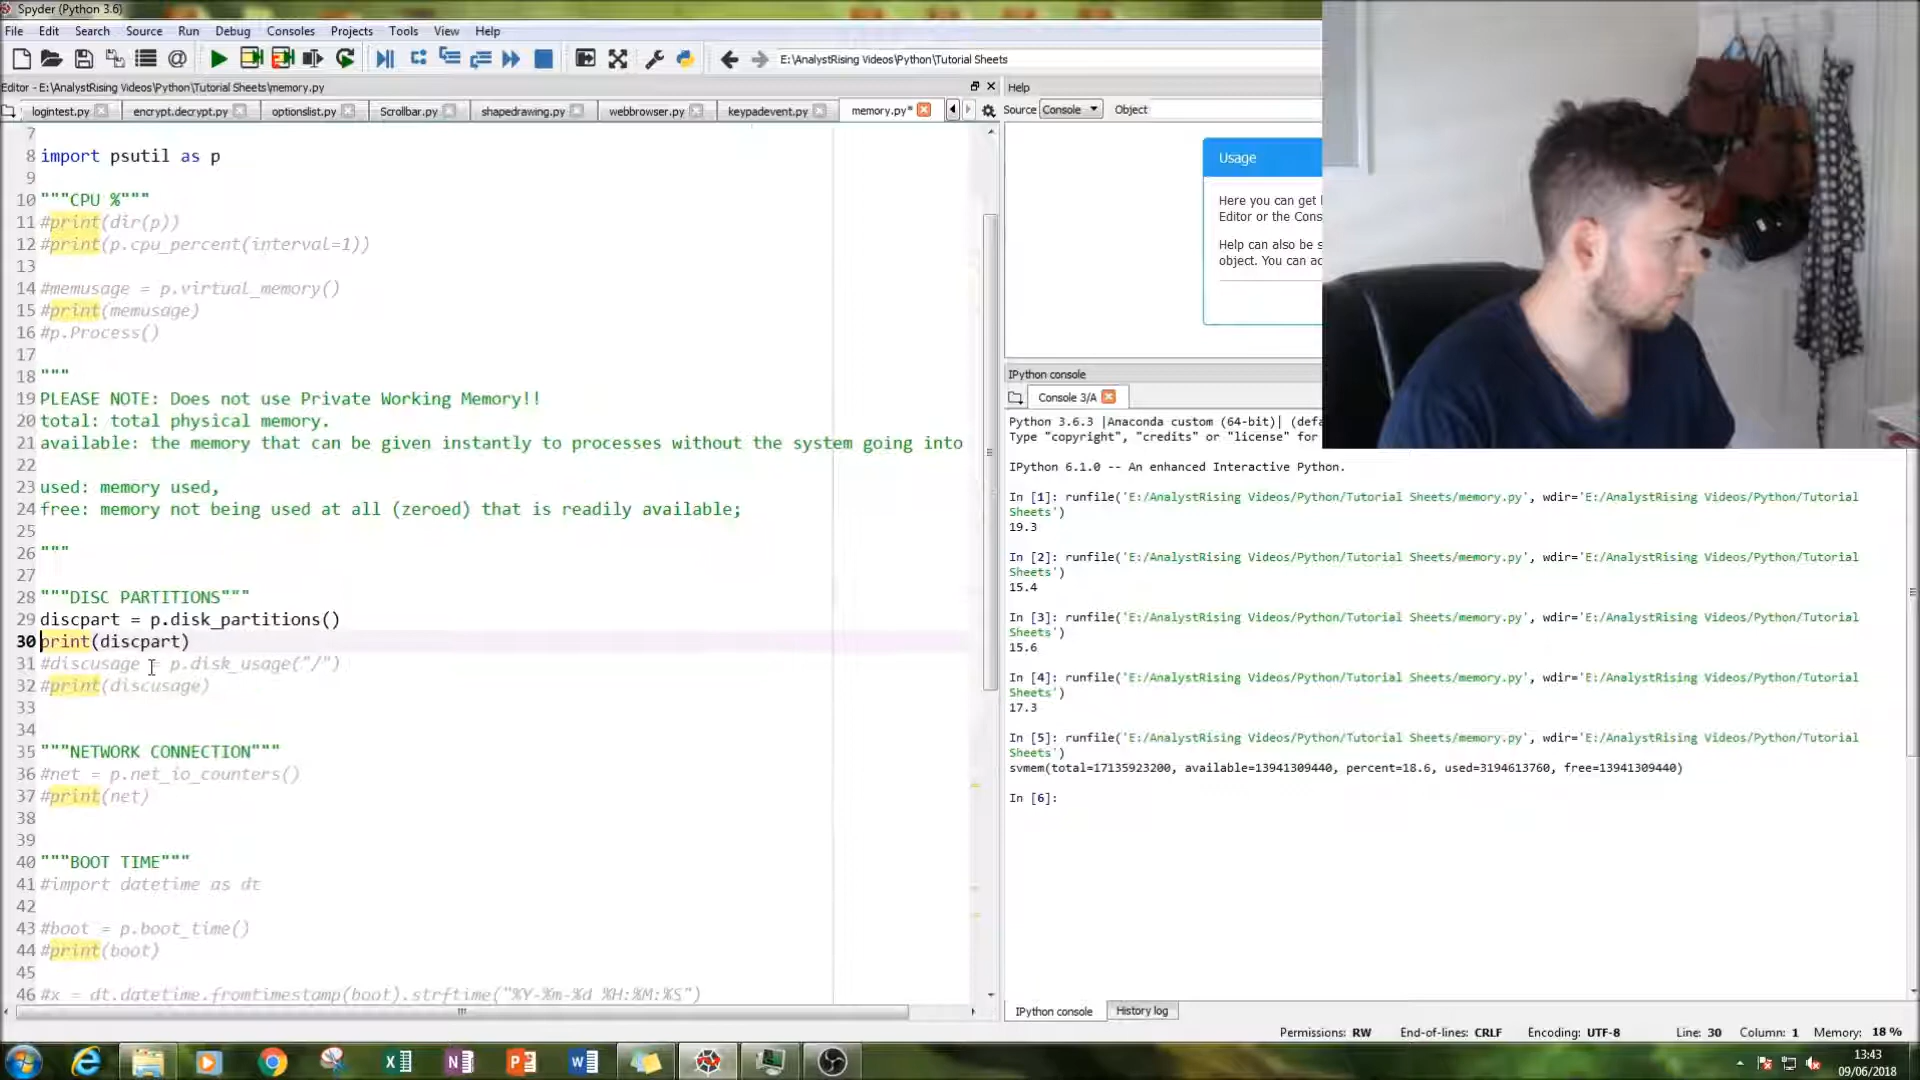 Spyder (Python 3.6)
File Edit Search Source Run Debug Consoles Projects Tools View Help
E:\AnalystRising Videos\Python\Tutorial Sheets
Editor - E:\AnalystRising Videos\Python\Tutorial Sheets\memory.py
logintest.py encrypt.decrypt.py optionslist.py Scrollbar.py shapedrawing.py webbrowser.py keypadevent.py memory.py*
7
8 import psutil as p
9
10 """CPU %"""
11 #print(dir(p))
12 #print(p.cpu_percent(interval=1))
13
14 #memusage = p.virtual_memory()
15 #print(memusage)
16 #p.Process()
17
18 """
19 PLEASE NOTE: Does not use Private Working Memory!!
20 total: total physical memory.
21 available: the memory that can be given instantly to processes without the system going into
22
23 used: memory used,
24 free: memory not being used at all (zeroed) that is readily available;
25
26 """
27
28 """DISC PARTITIONS"""
29 discpart = p.disk_partitions()
30 print(discpart)
31 #discusage = p.disk_usage("/")
32 #print(discusage)
33
34
35 """NETWORK CONNECTION"""
36 #net = p.net_io_counters()
37 #print(net)
38
39
40 """BOOT TIME"""
41 #import datetime as dt
42
43 #boot = p.boot_time()
44 #print(boot)
45
46 #x = dt.datetime.fromtimestamp(boot).strftime("%Y-%m-%d %H:%M:%S")
Help
Source Console Object
Usage
Here you can get
Editor or the Cons
Help can also be s
object. You can ac
IPython console
Console 3/A
Python 3.6.3 |Anaconda custom (64-bit)| (defa
Type "copyright", "credits" or "license" for
IPython 6.1.0 -- An enhanced Interactive Python.
In [1]: runfile('E:/AnalystRising Videos/Python/Tutorial Sheets/memory.py', wdir='E:/AnalystRising Videos/Python/Tutorial
Sheets')
19.3
In [2]: runfile('E:/AnalystRising Videos/Python/Tutorial Sheets/memory.py', wdir='E:/AnalystRising Videos/Python/Tutorial
Sheets')
15.4
In [3]: runfile('E:/AnalystRising Videos/Python/Tutorial Sheets/memory.py', wdir='E:/AnalystRising Videos/Python/Tutorial
Sheets')
15.6
In [4]: runfile('E:/AnalystRising Videos/Python/Tutorial Sheets/memory.py', wdir='E:/AnalystRising Videos/Python/Tutorial
Sheets')
17.3
In [5]: runfile('E:/AnalystRising Videos/Python/Tutorial Sheets/memory.py', wdir='E:/AnalystRising Videos/Python/Tutorial
Sheets')
svmem(total=17135923200, available=13941309440, percent=18.6, used=3194613760, free=13941309440)
In [6]:
IPython console History log
Permissions: RW End-of-lines: CRLF Encoding: UTF-8 Line: 30 Column: 1 Memory: 18 %
13:43
09/06/2018